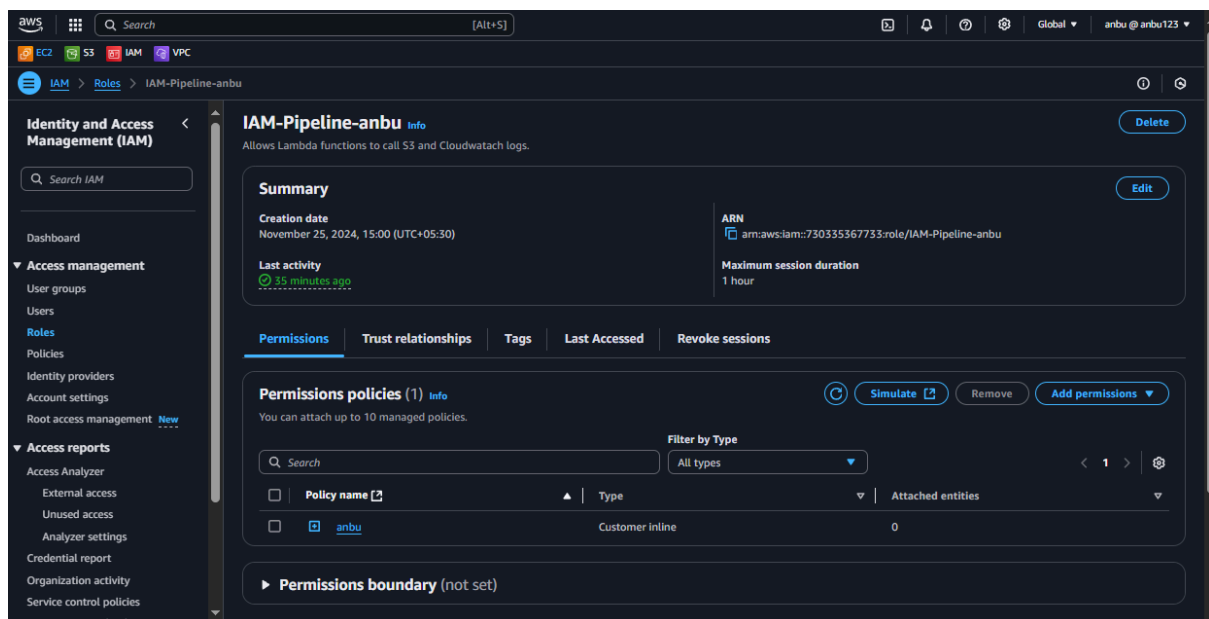 aws
Search [Alt+S]
Global ▼ anbu @ anbu123 ▼
EC2 S3 IAM VPC
IAM > Roles > IAM-Pipeline-anbu
Identity and Access Management (IAM)
Search IAM
Dashboard
Access management
User groups
Users
Roles
Policies
Identity providers
Account settings
Root access management New
Access reports
Access Analyzer
External access
Unused access
Analyzer settings
Credential report
Organization activity
Service control policies
IAM-Pipeline-anbu Info
Delete
Allows Lambda functions to call S3 and Cloudwatach logs.
Summary
Edit
Creation date
November 25, 2024, 15:00 (UTC+05:30)
ARN
arn:aws:iam::730335367733:role/IAM-Pipeline-anbu
Last activity
35 minutes ago
Maximum session duration
1 hour
Permissions Trust relationships Tags Last Accessed Revoke sessions
Permissions policies (1) Info
Simulate Remove Add permissions
You can attach up to 10 managed policies.
Filter by Type
Search
All types
1
Policy name Type Attached entities
anbu Customer inline 0
Permissions boundary (not set)